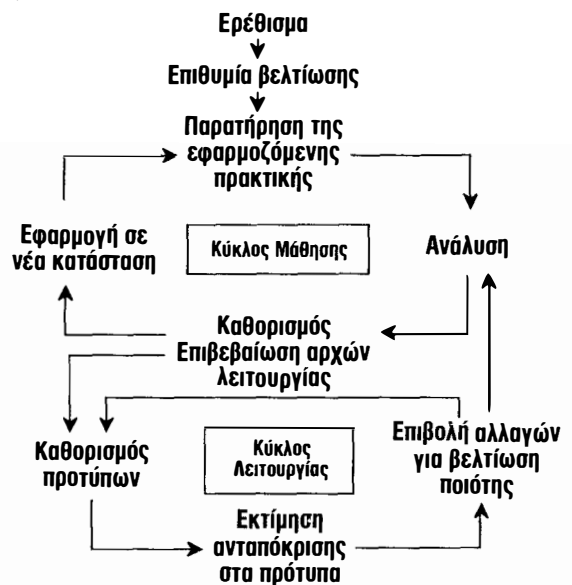 Ερέθισμα
Επιθυμία βελτίωσης
Παρατήρηση της
εφαρμοζόμενης
πρακτικής
Εφαρμογή σε
νέα κατάσταση
Κύκλος Μάθησης
Ανάλυση
Καθορισμός
Επιβεβαίωση αρχών
λειτουργίας
Καθορισμός
προτύπων
Κύκλος
Λειτουργίας
Επιβολή αλλαγών
για βελτίωση
ποιότης
Εκτίμηση
ανταπόκρισης
στα πρότυπα